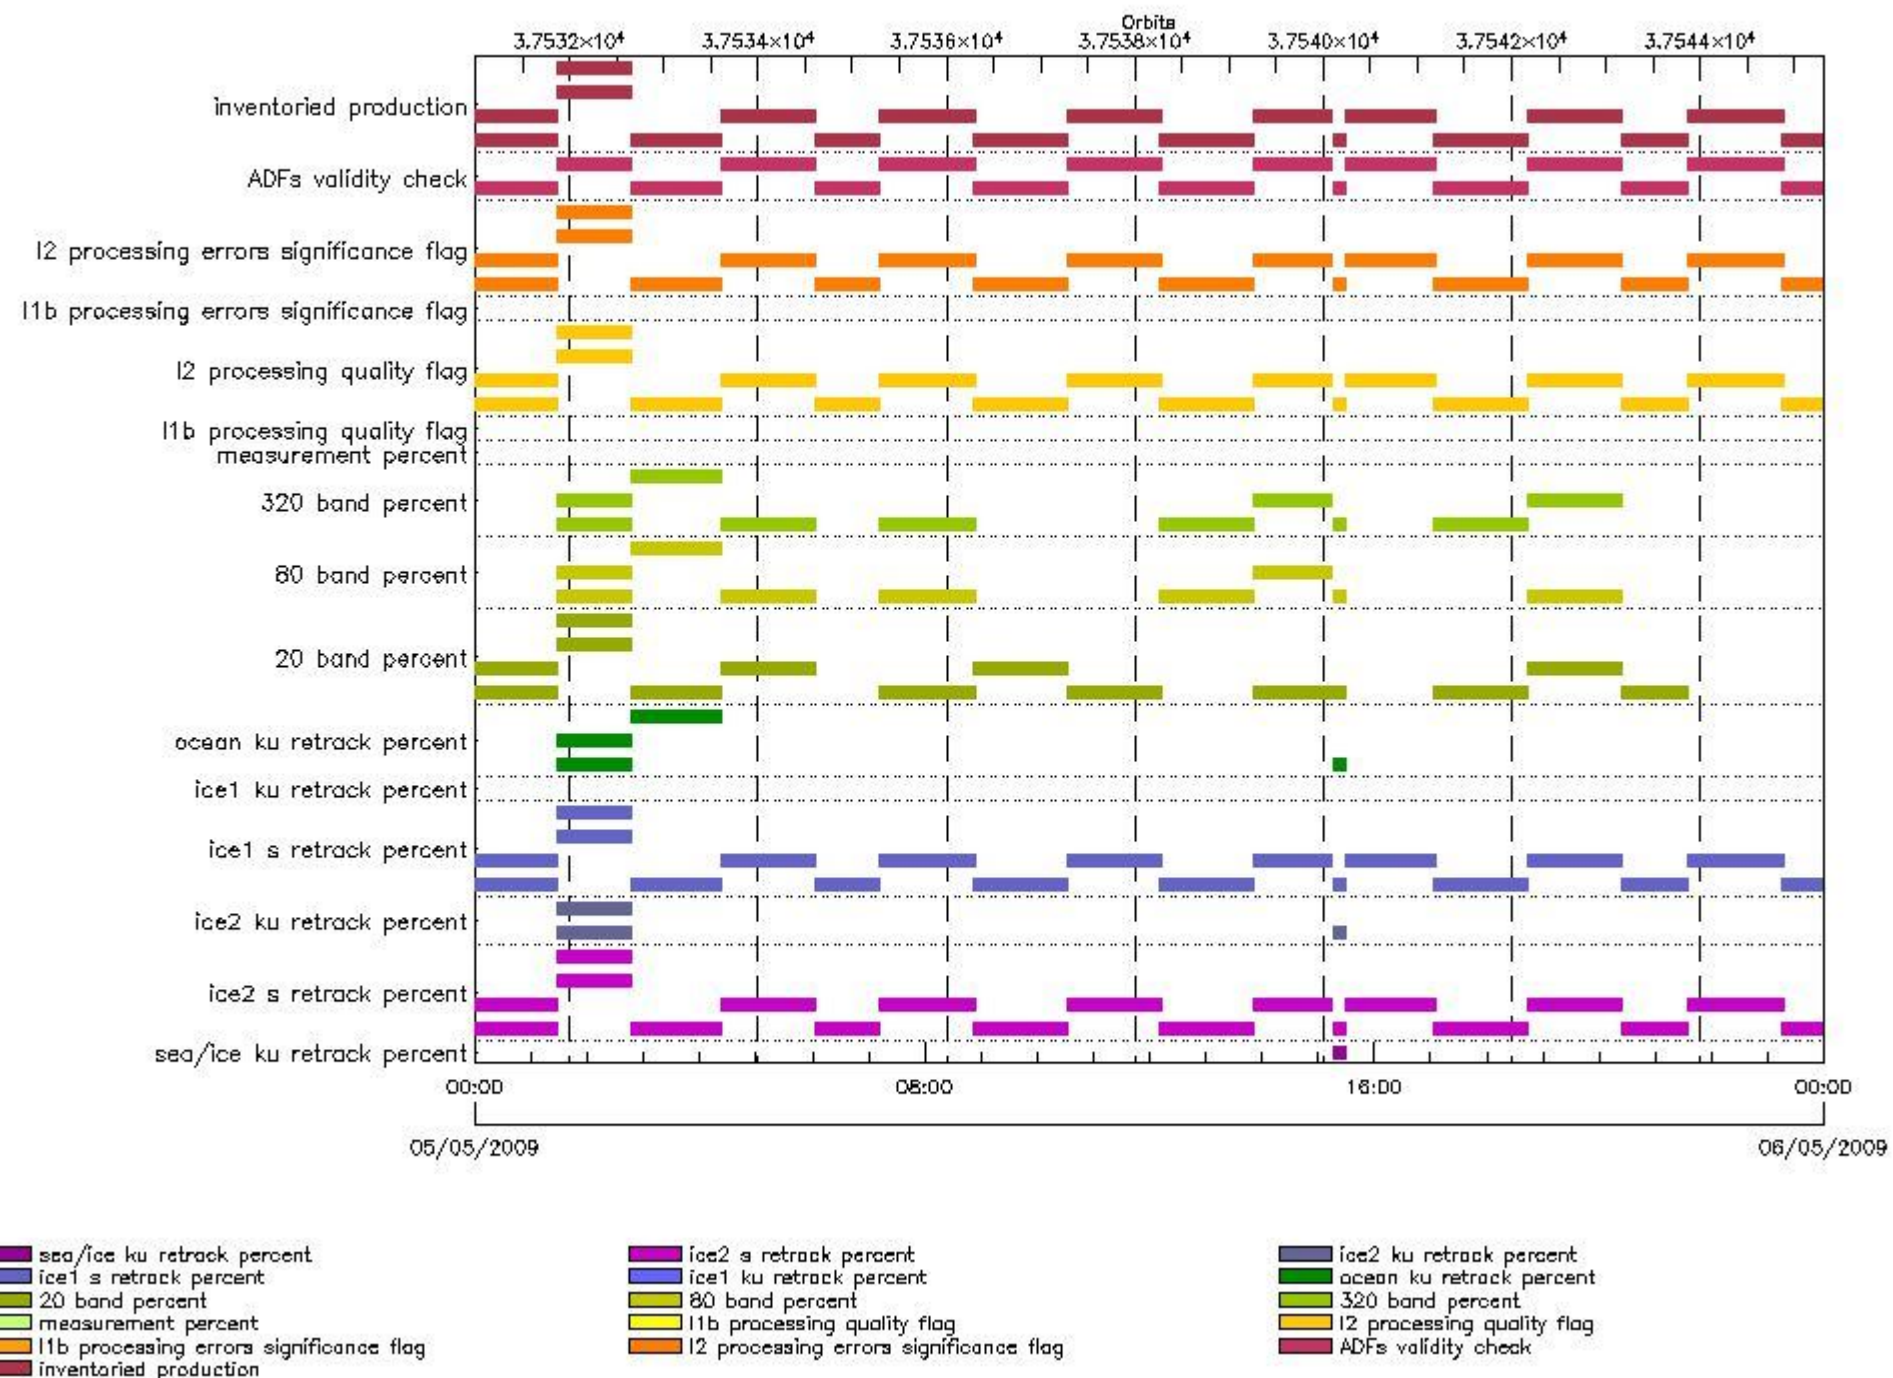 Orbits
3.7532×10⁴ 3.7534×10⁴ 3.7536×10⁴ 3.7538×10⁴ 3.7540×10⁴ 3.7542×10⁴ 3.7544×10⁴
inventoried production
ADFs validity check
l2 processing errors significance flag
l1b processing errors significance flag
l2 processing quality flag
l1b processing quality flag
measurement percent
320 band percent
80 band percent
20 band percent
ocean ku retrack percent
ice1 ku retrack percent
ice1 s retrack percent
ice2 ku retrack percent
ice2 s retrack percent
sea/ice ku retrack percent
00:00 08:00 16:00 00:00
05/05/2009 06/05/2009
sea/ice ku retrack percent ice2 s retrack percent ice2 ku retrack percent
ice1 s retrack percent ice1 ku retrack percent ocean ku retrack percent
20 band percent 80 band percent 320 band percent
measurement percent l1b processing quality flag l2 processing quality flag
l1b processing errors significance flag l2 processing errors significance flag ADFs validity check
inventoried production